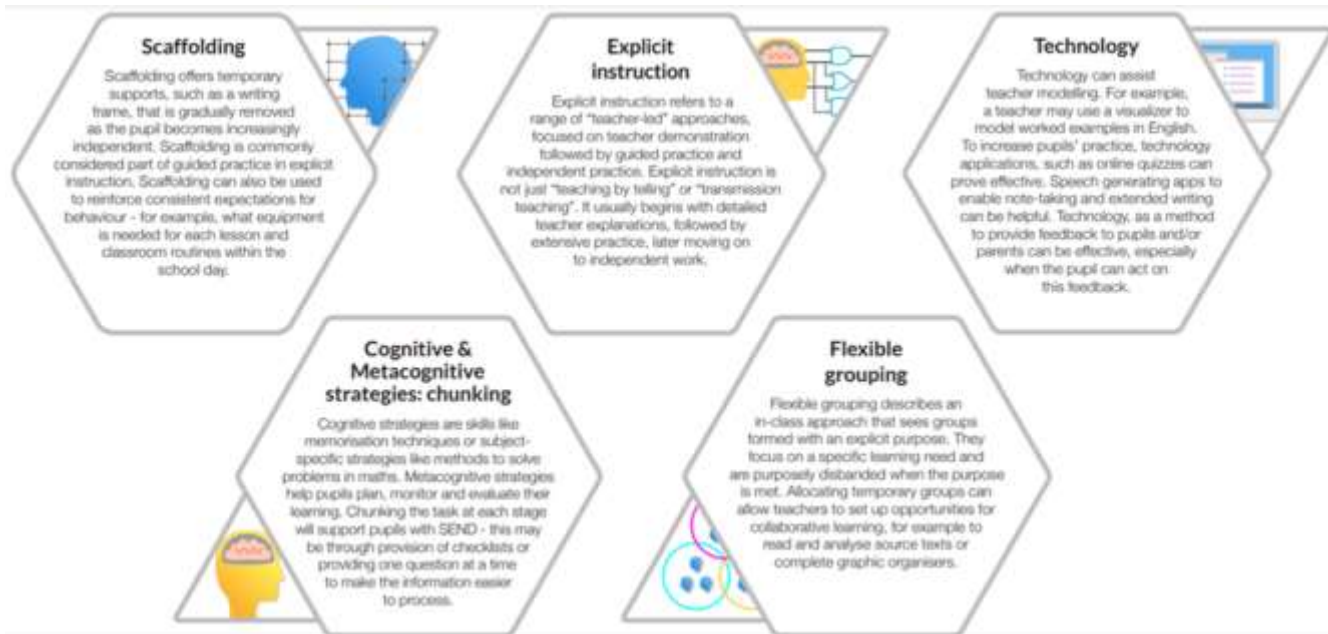 Scaffolding
Scaffolding offers temporary
supports, such as a writing
frame, that is gradually removed
as the pupil becomes increasingly
independent. Scaffolding is commonly
considered part of guided practice in explicit
instruction. Scaffolding can also be used
to reinforce consistent expectations for
behaviour - for example, what equipment
is needed for each lesson and
classroom routines within the
school day.
Explicit
instruction
Explicit instruction refers to a
range of “teacher-led” approaches,
focused on teacher demonstration
followed by guided practice and
independent practice. Explicit instruction is
not just “teaching by telling” or “transmission
teaching”. It usually begins with detailed
teacher explanations, followed by
extensive practice, later moving on
to independent work.
Technology
Technology can assist
teacher modelling. For example,
a teacher may use a visualizer to
model worked examples in English.
To increase pupils’ practice, technology
applications, such as online quizzes can
prove effective. Speech generating apps to
enable note-taking and extended writing
can be helpful. Technology, as a method
to provide feedback to pupils and/or
parents can be effective, especially
when the pupil can act on
this feedback.
Cognitive &
Metacognitive
strategies: chunking
Cognitive strategies are skills like
memorisation techniques or subject-
specific strategies like methods to solve
problems in maths. Metacognitive strategies
help pupils plan, monitor and evaluate their
learning. Chunking the task at each stage
will support pupils with SEND - this may
be through provision of checklists or
providing one question at a time
to make the information easier
to process.
Flexible
grouping
Flexible grouping describes an
in-class approach that sees groups
formed with an explicit purpose. They
focus on a specific learning need and
are purposely disbanded when the purpose
is met. Allocating temporary groups can
allow teachers to set up opportunities for
collaborative learning, for example to
read and analyse source texts or
complete graphic organisers.